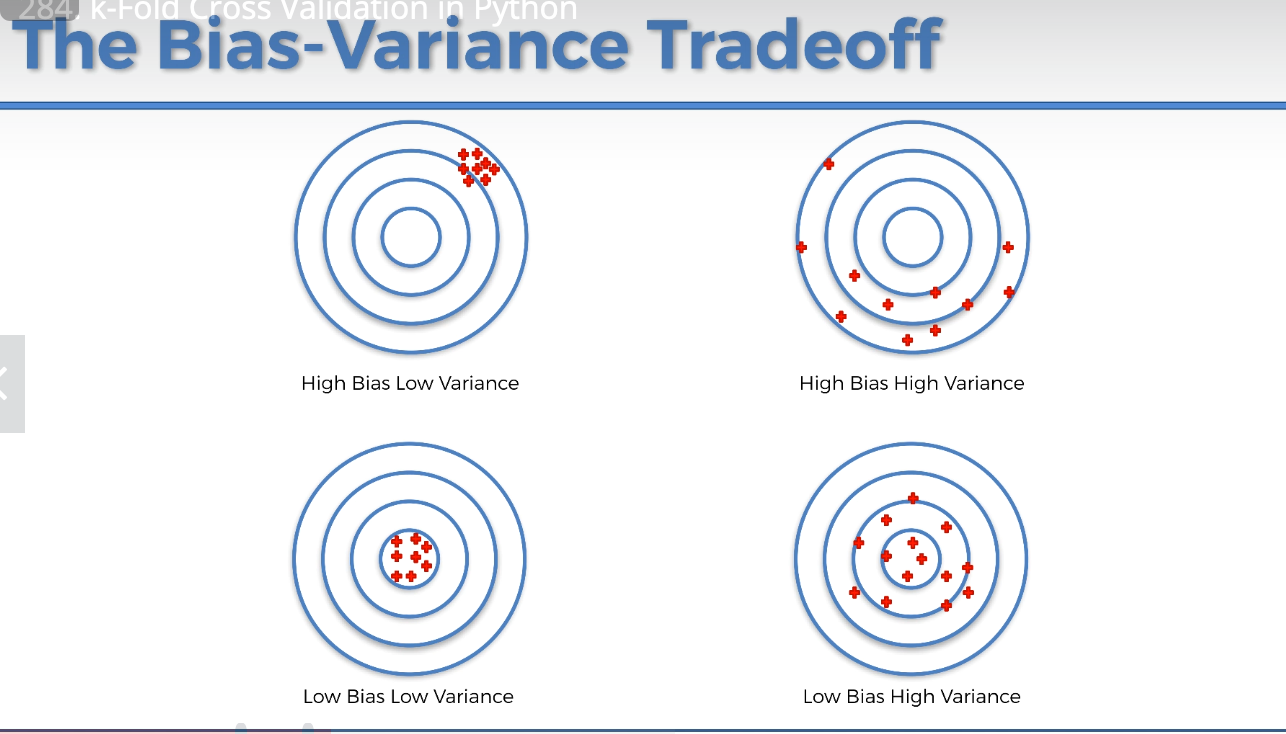 284. k-Fold Cross Validation in Python
The Bias-Variance Tradeoff
High Bias Low Variance
High Bias High Variance
Low Bias Low Variance
Low Bias High Variance